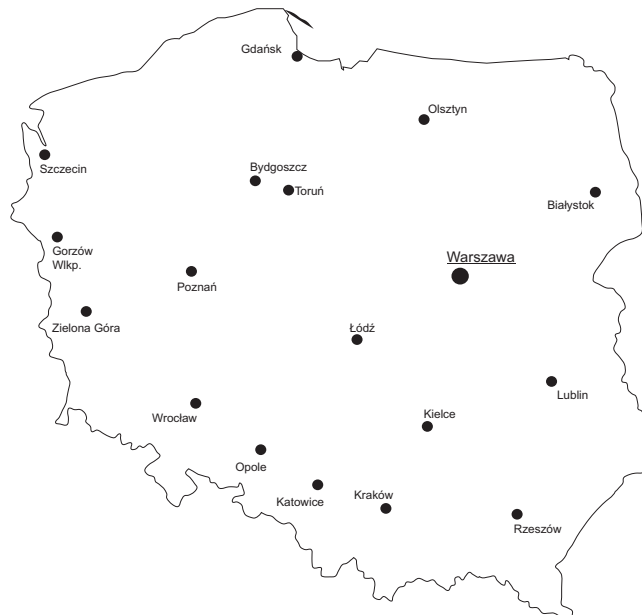 Gdańsk
Olsztyn
Szczecin
Bydgoszcz
Toruń
Białystok
Gorzów
Wlkp.
Warszawa
Poznań
Zielona Góra
Łódź
Lublin
Wrocław
Kielce
Opole
Katowice
Kraków
Rzeszów